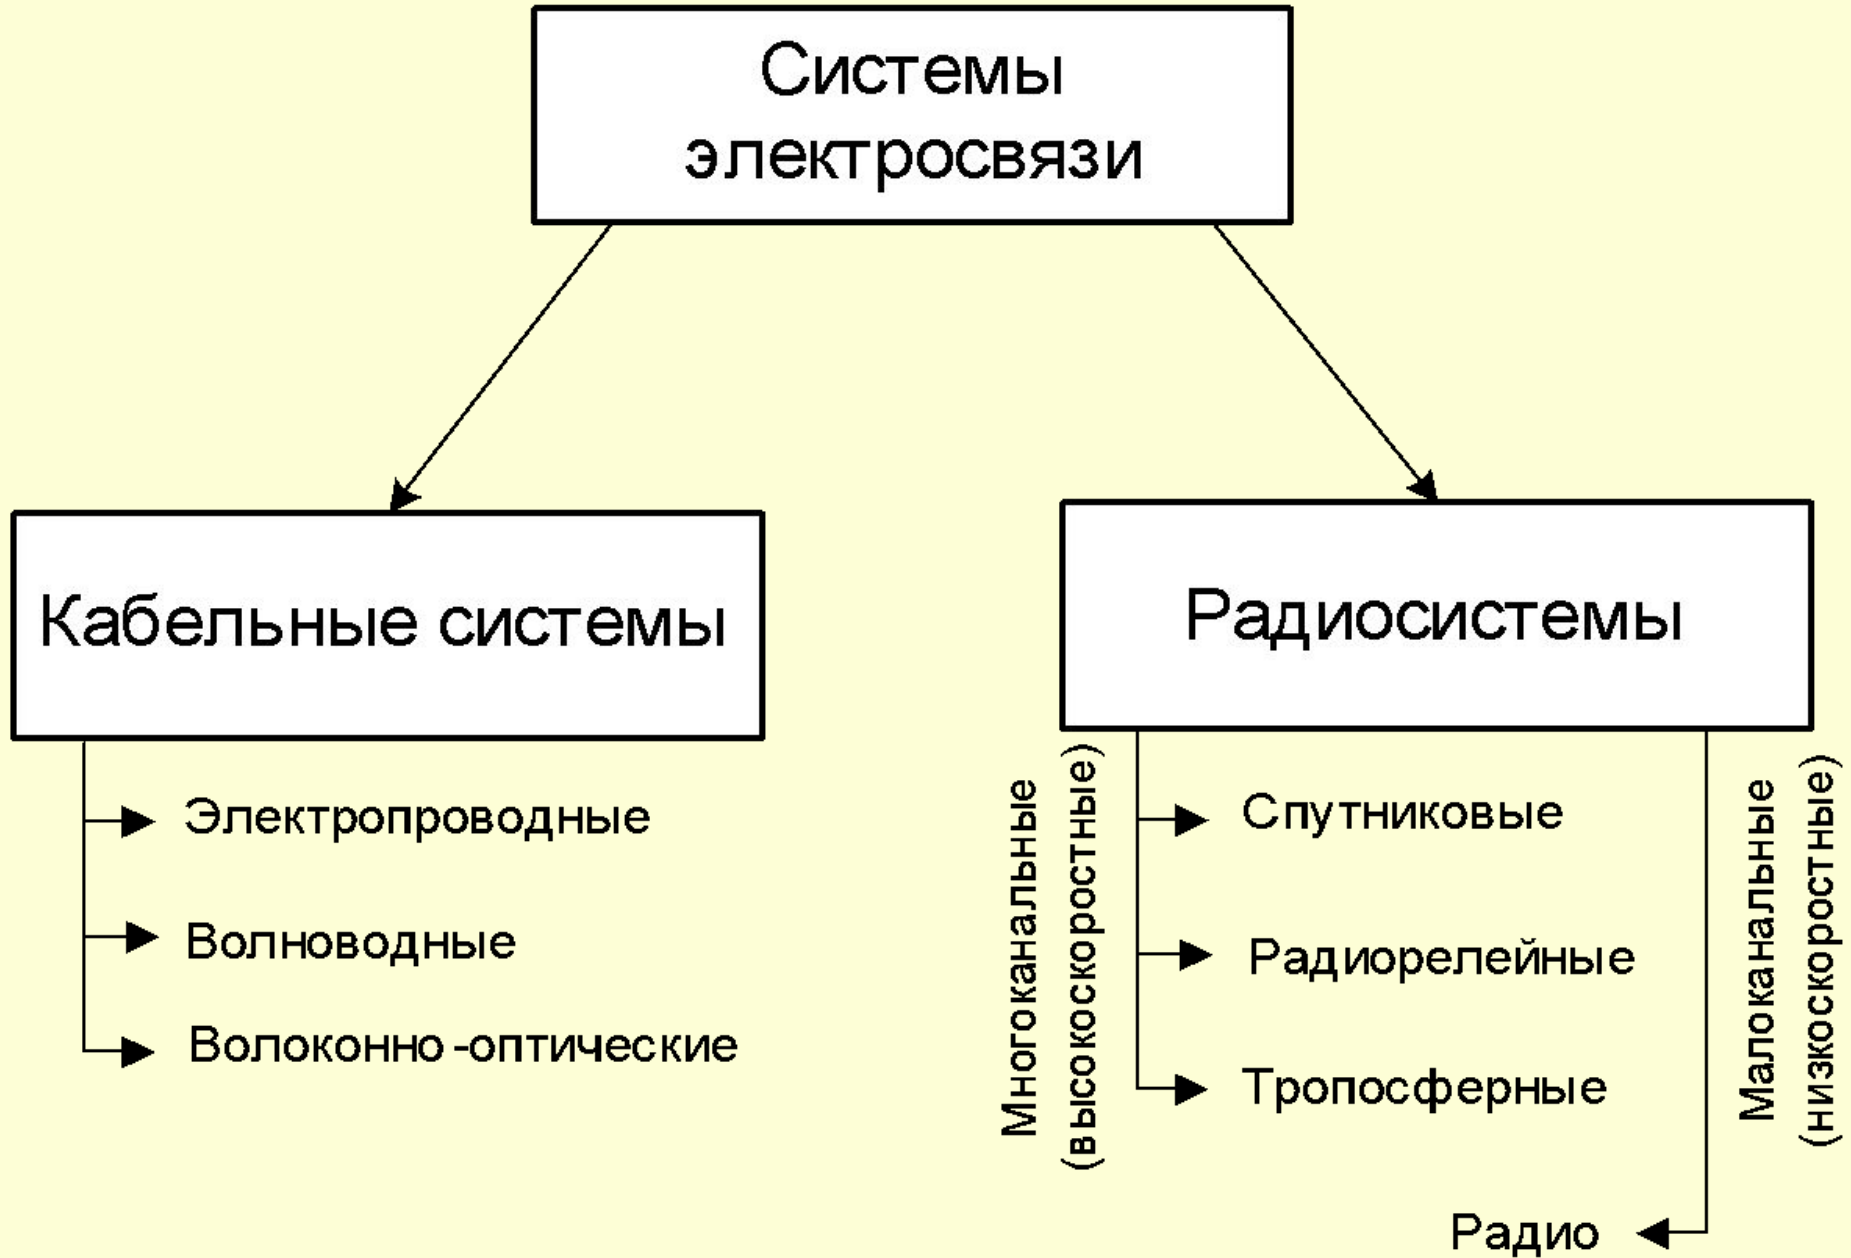 Системы
электросвязи
Кабельные системы
Электропроводные
Волноводные
Волоконно-оптические
Радиосистемы
Многоканальные
(высокоскоростные)
Спутниковые
Радиорелейные
Тропосферные
Малоканальные
(низкоскоростные)
Радио